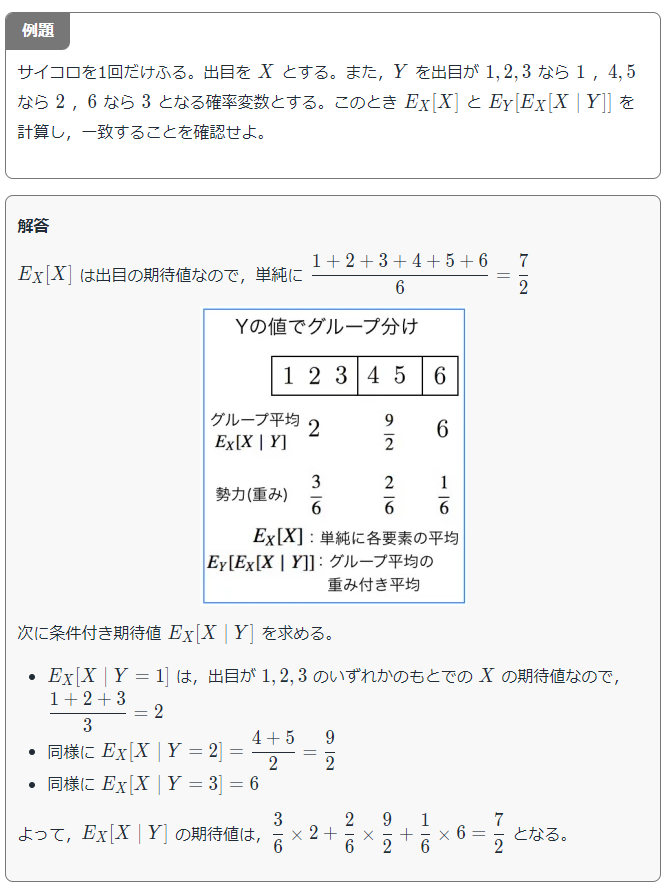 例題
サイコロを1回だけふる。出目を X とする。また，Y を出目が 1, 2, 3 なら 1 ，4, 5
なら 2 ，6 なら 3 となる確率変数とする。このとき E_X[X] と E_Y[E_X[X | Y]] を
計算し，一致することを確認せよ。
解答
E_X[X] は出目の期待値なので，単純に \frac{1+2+3+4+5+6}{6} = \frac{7}{2}
Yの値でグループ分け
1 2 3 4 5 6
グループ平均
E_X[X | Y] 2 \frac{9}{2} 6
勢力(重み) \frac{3}{6} \frac{2}{6} \frac{1}{6}
E_X[X]：単純に各要素の平均
E_Y[E_X[X | Y]]：グループ平均の
重み付き平均
次に条件付き期待値 E_X[X | Y] を求める。
• E_X[X | Y = 1] は，出目が 1, 2, 3 のいずれかのもとでの X の期待値なので，
\frac{1+2+3}{3} = 2
• 同様に E_X[X | Y = 2] = \frac{4+5}{2} = \frac{9}{2}
• 同様に E_X[X | Y = 3] = 6
よって，E_X[X | Y] の期待値は，\frac{3}{6} × 2 + \frac{2}{6} × \frac{9}{2} + \frac{1}{6} × 6 = \frac{7}{2} となる。